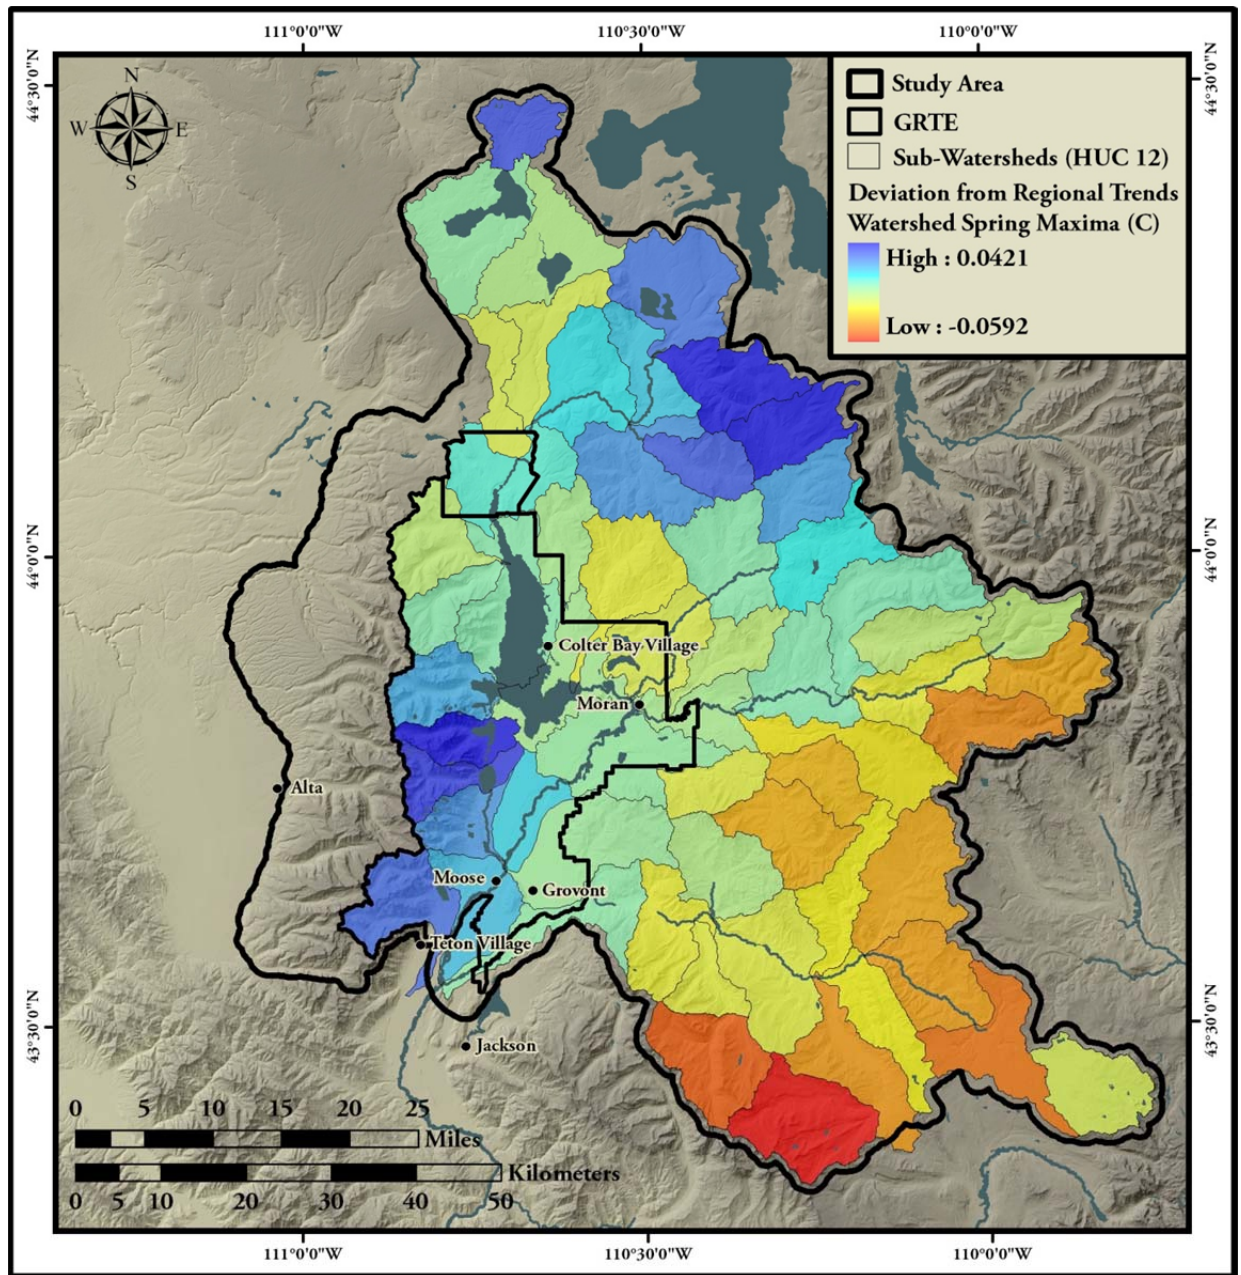 111°0'0"W
110°30'0"W
110°0'0"W
44°30'0"N
44°30'0"N
N
W
E
S
Study Area
GRTE
Sub-Watersheds (HUC 12)
Deviation from Regional Trends
Watershed Spring Maxima (C)
High : 0.0421
Low : -0.0592
44°0'0"N
44°0'0"N
Colter Bay Village
Moran
Alta
Moose
Grovont
Teton Village
43°30'0"N
43°30'0"N
Jackson
0 5 10 15 20 25
Miles
Kilometers
0 5 10 20 30 40 50
111°0'0"W
110°30'0"W
110°0'0"W